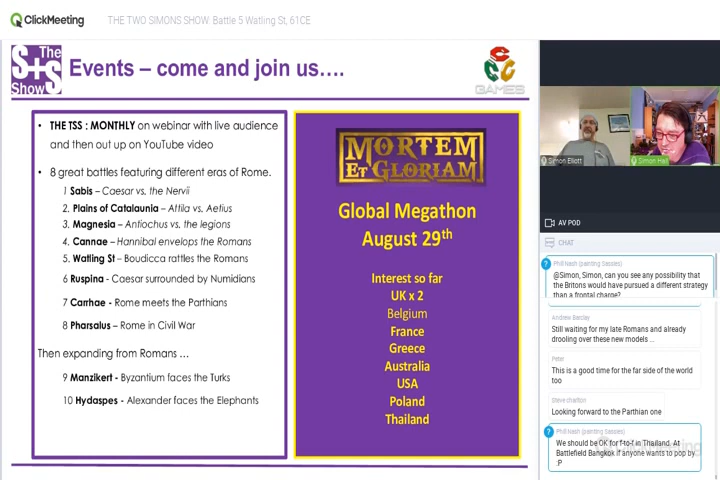 ClickMeeting
THE TWO SIMONS SHOW: Battle 5 Watling St, 61CE
The
S+S
Show
Events – come and join us….
GAMES
• THE TSS : MONTHLY on webinar with live audience
and then out up on YouTube video
• 8 great battles featuring different eras of Rome.
1 Sabis – Caesar vs. the Nervii
2. Plains of Catalaunia – Attila vs. Aetius
3. Magnesia – Antiochus vs. the legions
4. Cannae – Hannibal envelops the Romans
5. Watling St – Boudicca rattles the Romans
6 Ruspina – Caesar surrounded by Numidians
7 Carrhae - Rome meets the Parthians
8 Pharsalus – Rome in Civil War
Then expanding from Romans …
9 Manzikert - Byzantium faces the Turks
10 Hydaspes - Alexander faces the Elephants
MORTEM
ET GLORIAM
Global Megathon
August 29th
Interest so far
UK x 2
Belgium
France
Greece
Australia
USA
Poland
Thailand
Simon Elliott
Simon Hall
AV POD
CHAT
Phill Nash (painting Sassies)
@Simon, Simon, can you see any possibility that
the Britons would have pursued a different strategy
than a frontal charge?
Andrew Barclay
Still waiting for my late Romans and already
drooling over these new models ...
Peter
This is a good time for the far side of the world
too
Steve charlton
Looking forward to the Parthian one
Phill Nash (painting Sassies)
We should be OK for f-to-f in Thailand. At
Battlefield Bangkok if anyone wants to pop by
:P